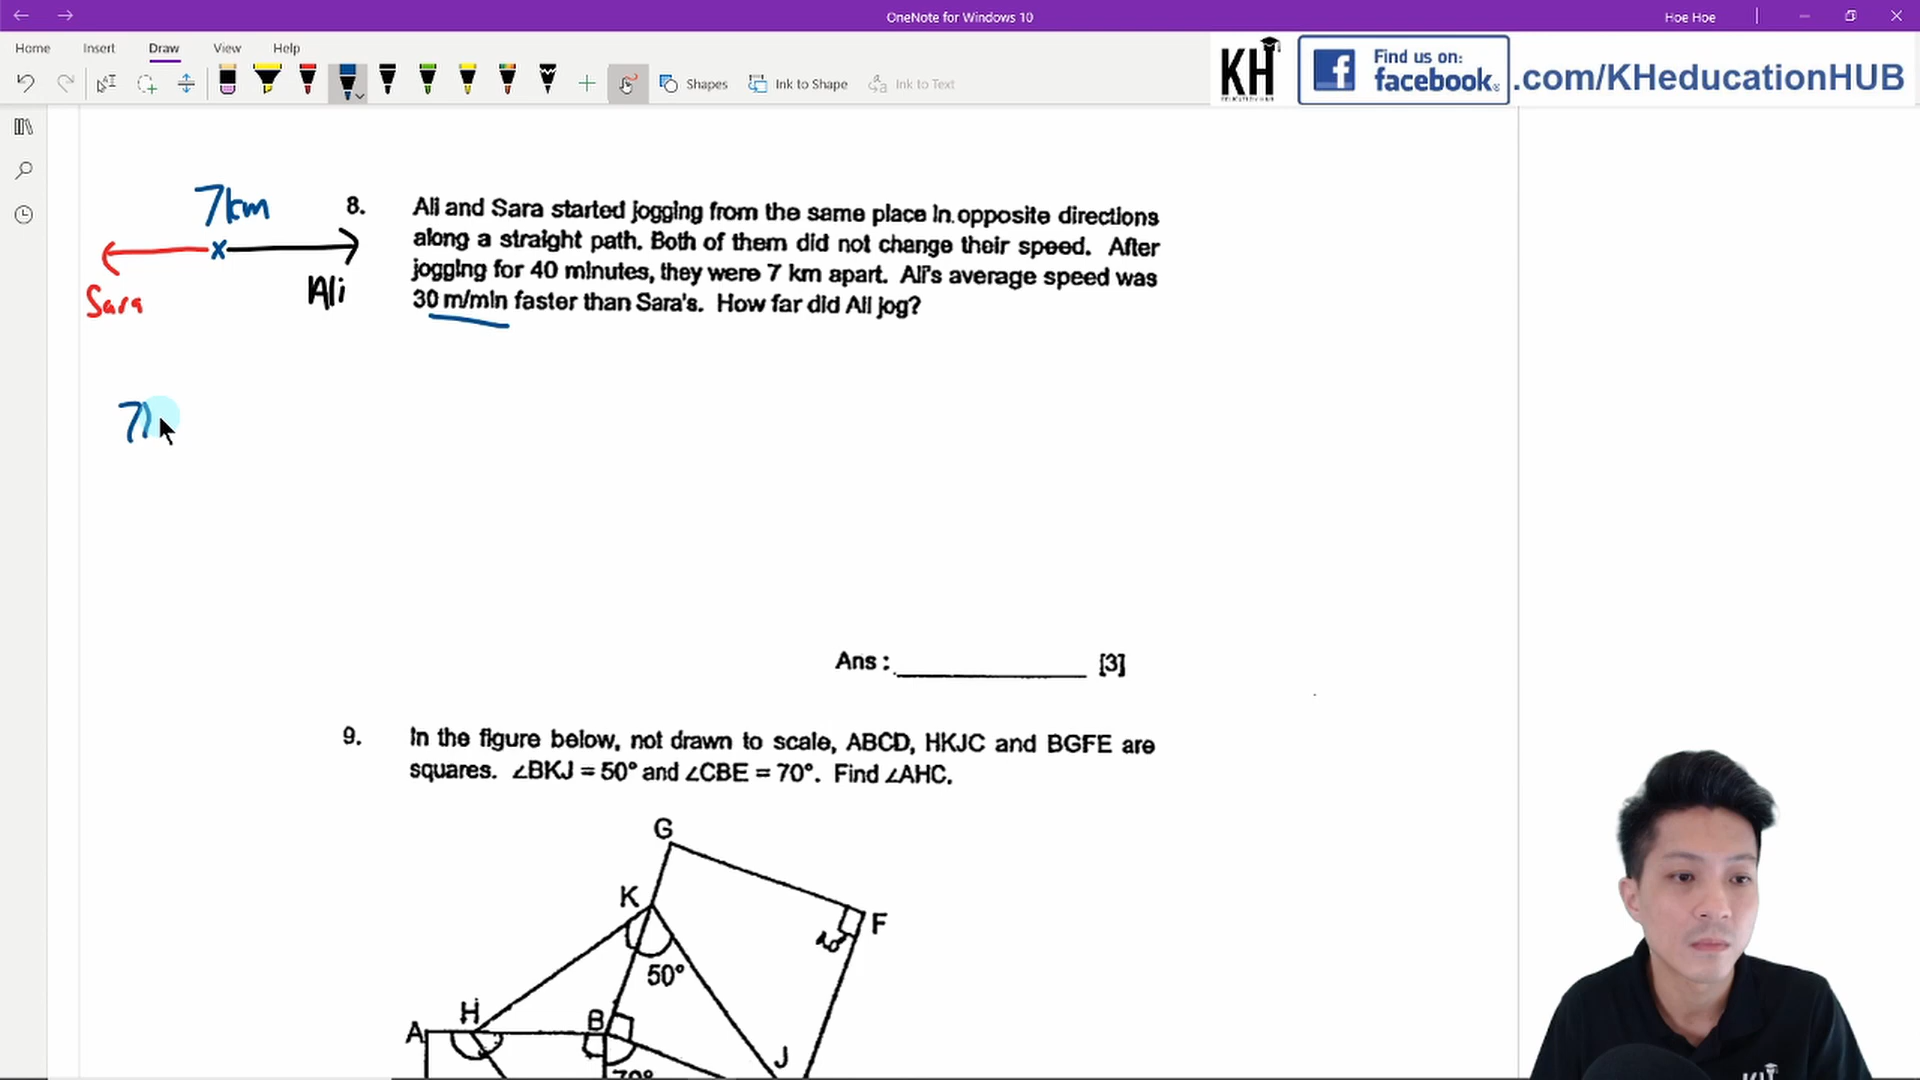 OneNote for Windows 10
Hoe Hoe
Home Insert Draw View Help
Shapes
Ink to Shape
Ink to Text
KH
Find us on:
facebook
.com/KHeducationHUB
7km
Sara
Ali
8. Ali and Sara started jogging from the same place in opposite directions
along a straight path. Both of them did not change their speed. After
jogging for 40 minutes, they were 7 km apart. Ali's average speed was
30 m/min faster than Sara's. How far did Ali jog?
Ans : ____________ [3]
9. In the figure below, not drawn to scale, ABCD, HKJC and BGFE are
squares. ∠BKJ = 50° and ∠CBE = 70°. Find ∠AHC.
G
K
F
50°
H
A
B
J
70°
KH